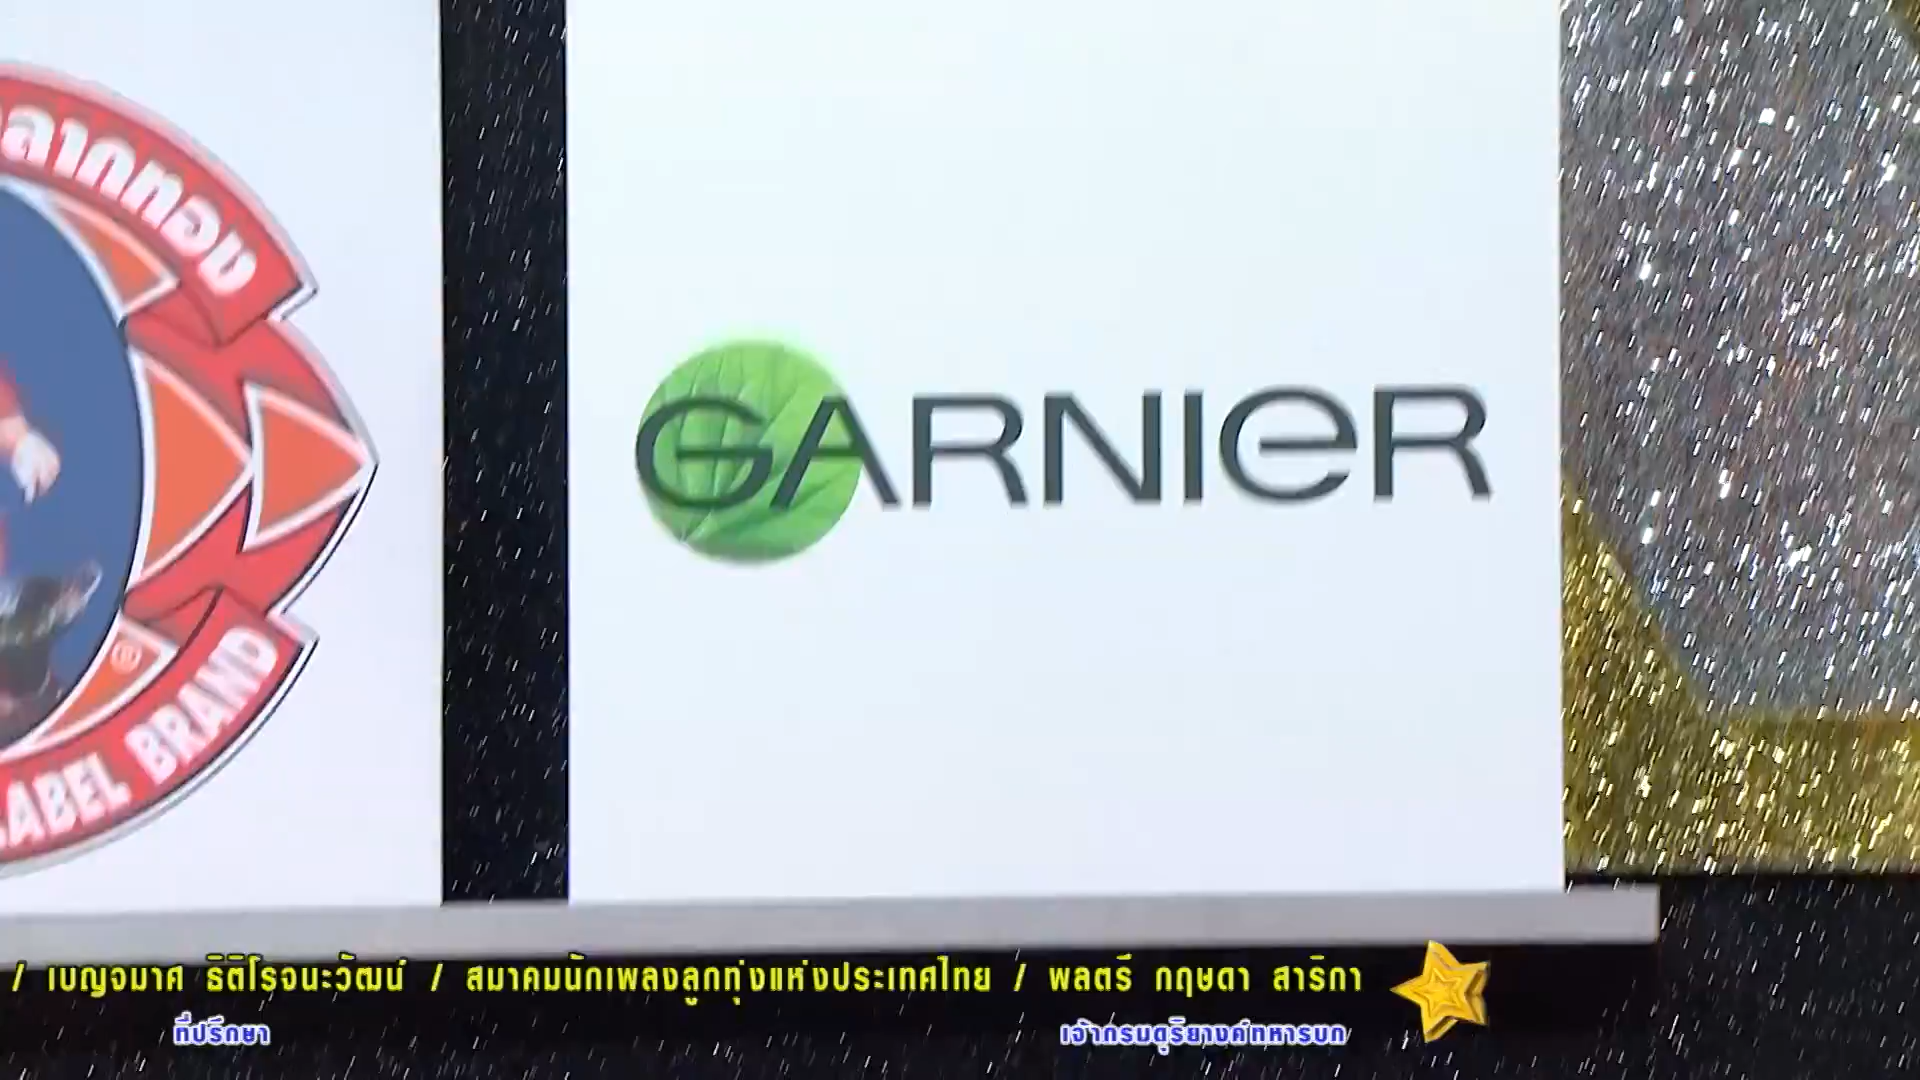 ฉลากทอง
LABEL BRAND
®
GARNIER
/ เบญจมาศ ธิติโรจนะวัฒน์ / สมาคมนักเพลงลูกทุ่งแห่งประเทศไทย / พลตรี กฤษดา สาริกา
ที่ปรึกษา
เจ้ากรมดุริยางค์ทหารบก